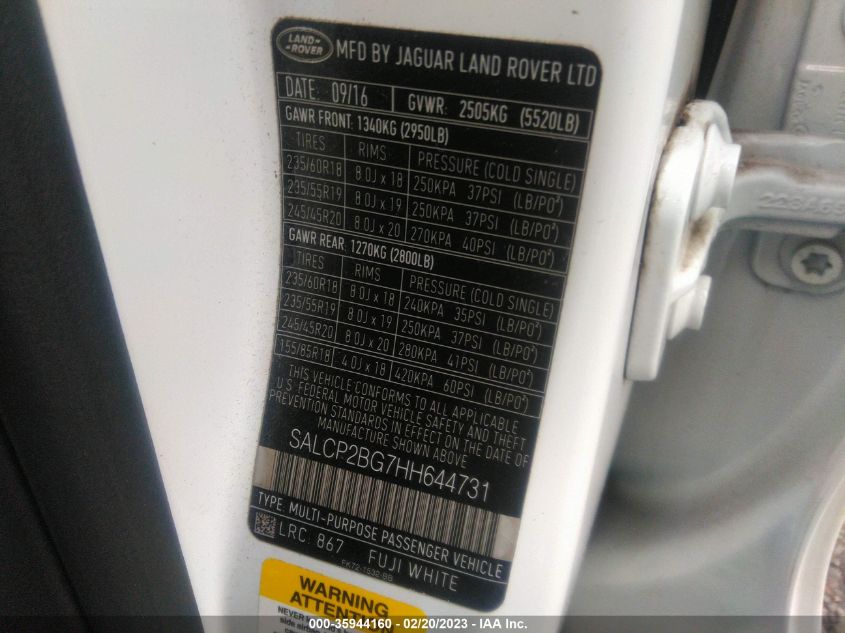 LAND ROVER MFD BY JAGUAR LAND ROVER LTD
DATE: 09/16 GVWR: 2505KG (5520LB)
GAWR FRONT: 1340KG (2950LB)
TIRES RIMS PRESSURE (COLD SINGLE)
235/60R18 8.0J x 18 250KPA 37PSI (LB/PO²)
235/55R19 8.0J x 19 250KPA 37PSI (LB/PO²)
245/45R20 8.0J x 20 270KPA 40PSI (LB/PO²)
GAWR REAR: 1270KG (2800LB)
TIRES RIMS PRESSURE (COLD SINGLE)
235/60R18 8.0J x 18 240KPA 35PSI (LB/PO²)
235/55R19 8.0J x 19 250KPA 37PSI (LB/PO²)
245/45R20 8.0J x 20 280KPA 41PSI (LB/PO²)
155/85R18 4.0J x 18 420KPA 60PSI (LB/PO²)
THIS VEHICLE CONFORMS TO ALL APPLICABLE
U.S. FEDERAL MOTOR VEHICLE SAFETY AND THEFT
PREVENTION STANDARDS IN EFFECT ON THE DATE OF
MANUFACTURE SHOWN ABOVE
SALCP2BG7HH644731
TYPE: MULTI-PURPOSE PASSENGER VEHICLE
LRC: 867 FUJI WHITE
WARNING
ATTENTION
NEVER
side
000-35944160 - 02/20/2023 - IAA Inc.